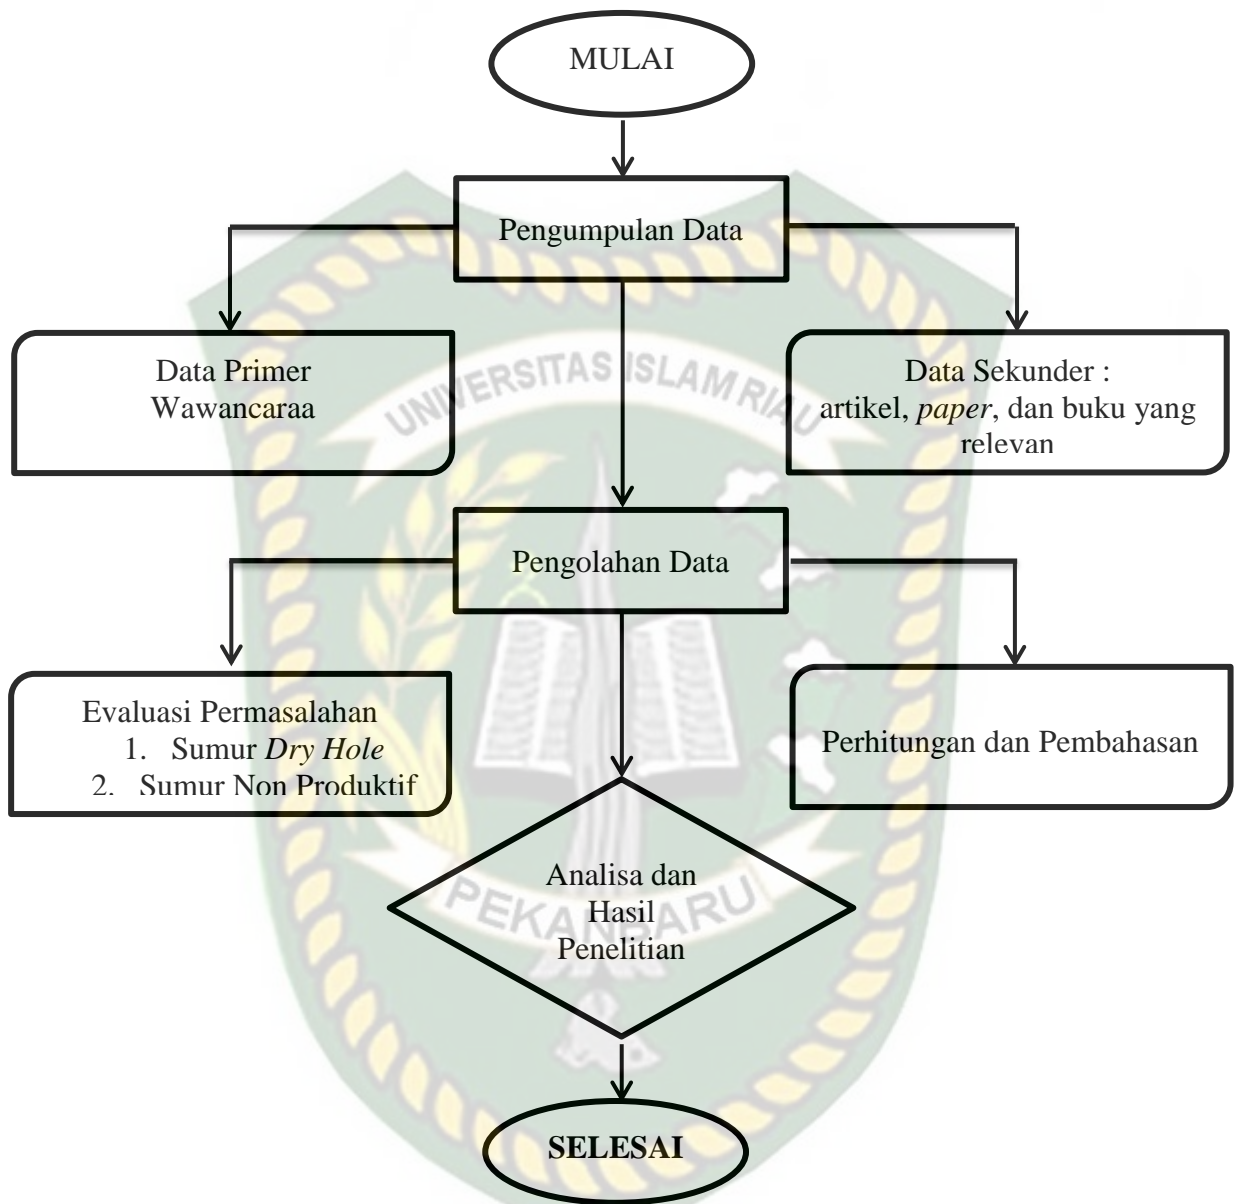 MULAI
Pengumpulan Data
Data Primer
Wawancaraa
Data Sekunder :
artikel, paper, dan buku yang
relevan
UNIVERSITAS ISLAM RIAU
Pengolahan Data
Evaluasi Permasalahan
1. Sumur Dry Hole
2. Sumur Non Produktif
Perhitungan dan Pembahasan
Analisa dan
Hasil
Penelitian
PEKANBARU
SELESAI